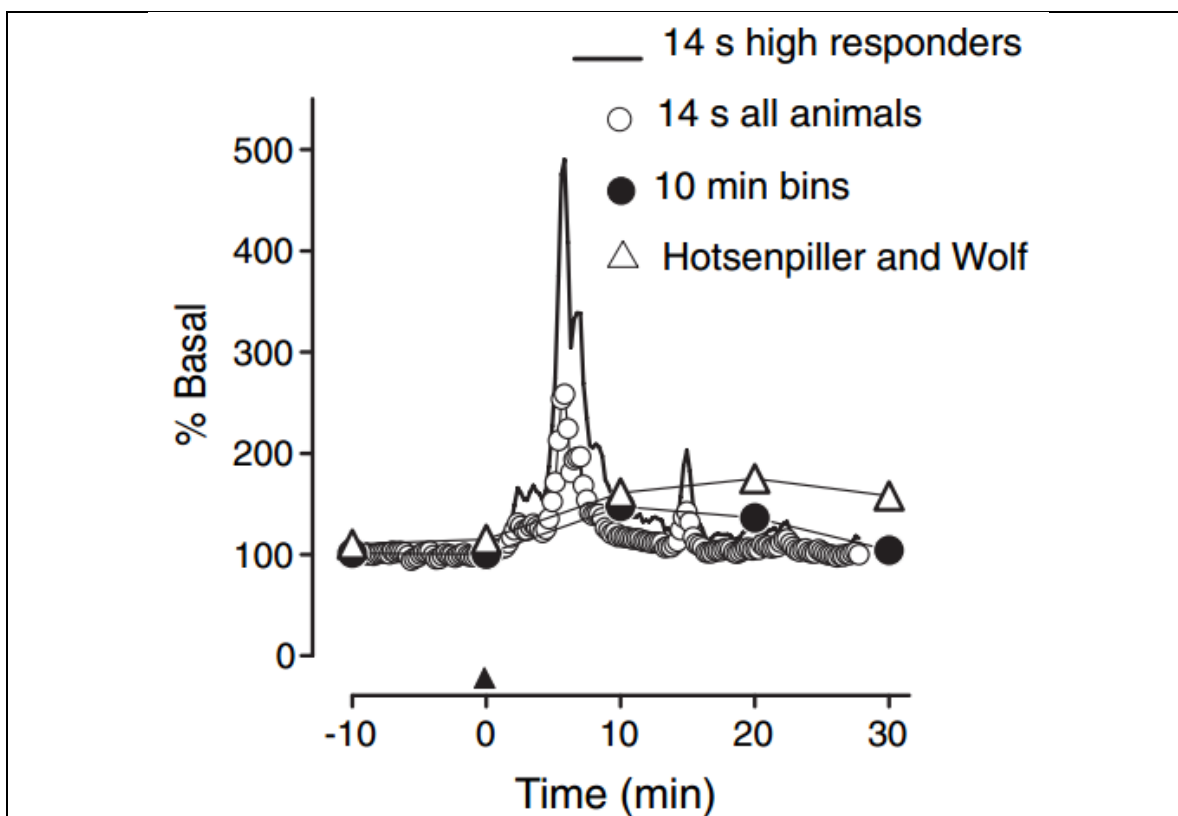 14 s high responders
14 s all animals
10 min bins
Hotsenpiller and Wolf
% Basal
500
400
300
200
100
0
-10 0 10 20 30
Time (min)